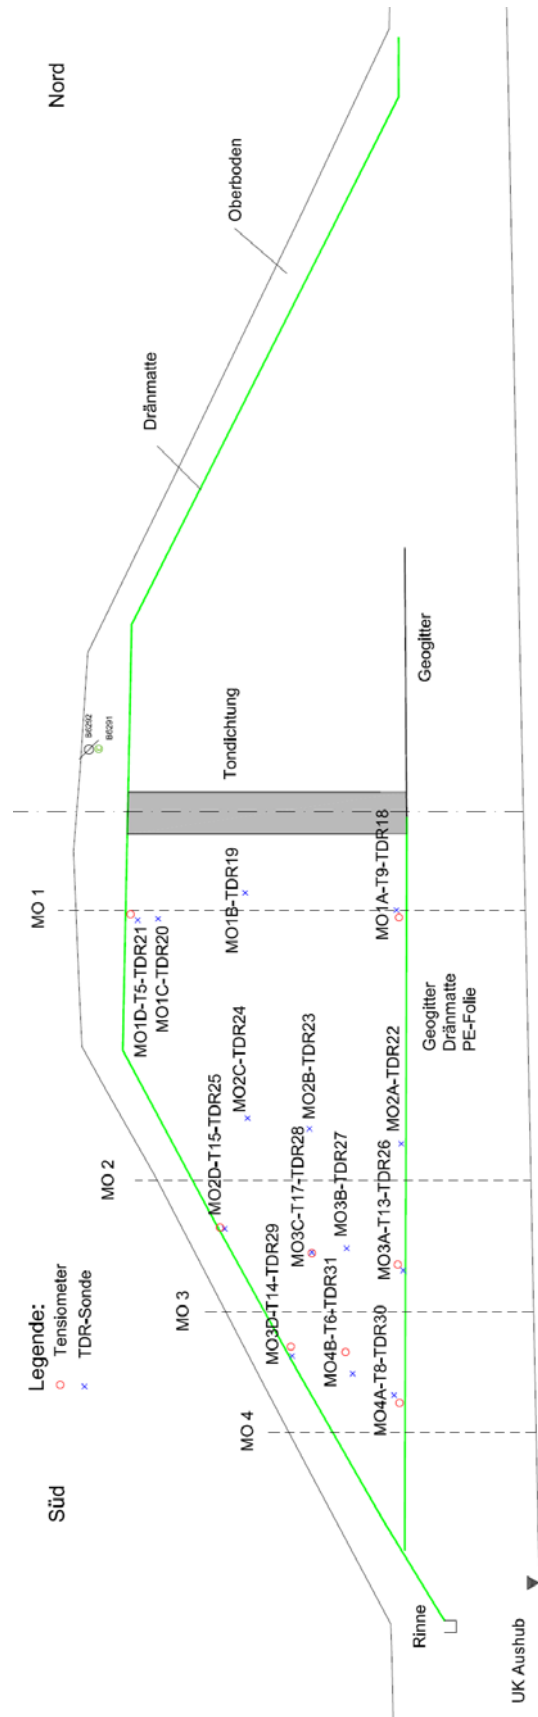 Süd
Nord
Legende:
Tensiometer
TDR-Sonde
MO 4
MO 3
MO 2
MO 1
S6292
B6291
Dränmatte
Oberboden
Tondichtung
MO1D-T5-TDR21
MO1C-TDR20
MO1B-TDR19
MO1A-T9-TDR18
MO2D-T15-TDR25
MO2C-TDR24
MO2B-TDR23
MO2A-TDR22
MO3D-T14-TDR29
MO3C-T17-TDR28
MO3B-TDR27
MO3A-T13-TDR26
MO4B-T6-TDR31
MO4A-T8-TDR30
Geogitter
Dränmatte
PE-Folie
Geogitter
Rinne
UK Aushub